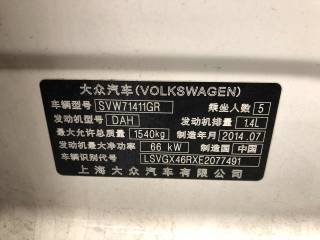 大众汽车(VOLKSWAGEN)
车辆型号 SVW71411GR 乘坐人数 5
发动机型号 DAH 发动机排量 1.4L
最大允许总质量 1540kg 制造年月 2014.07
发动机最大净功率 66 kW 制造国 中国
车辆识别代号 LSVGX46RXE2077491
上海大众汽车有限公司